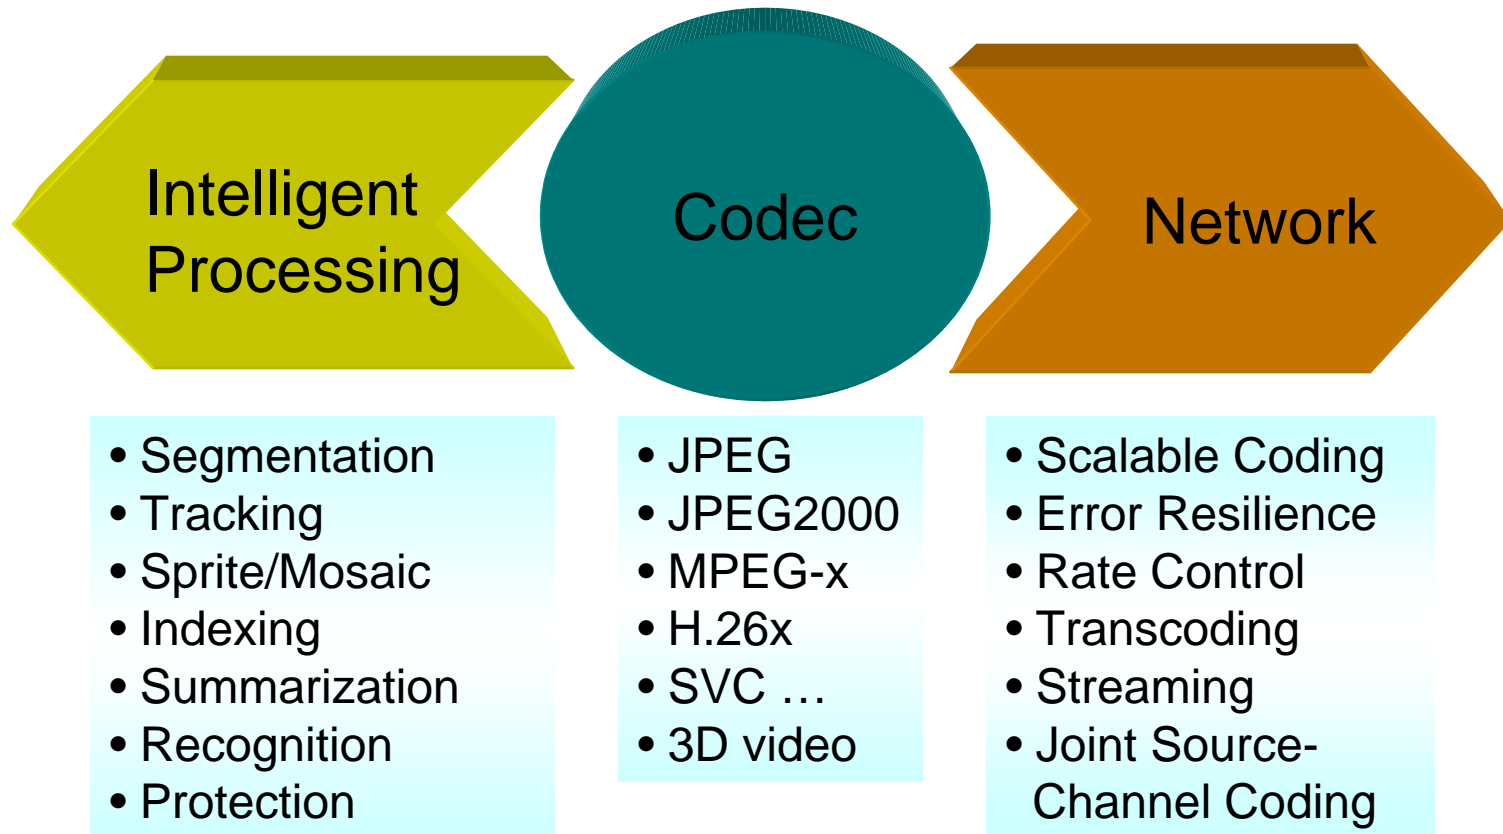 Intelligent
Processing
Codec
Network
• Segmentation
• Tracking
• Sprite/Mosaic
• Indexing
• Summarization
• Recognition
• Protection
• JPEG
• JPEG2000
• MPEG-x
• H.26x
• SVC …
• 3D video
• Scalable Coding
• Error Resilience
• Rate Control
• Transcoding
• Streaming
• Joint Source-
Channel Coding